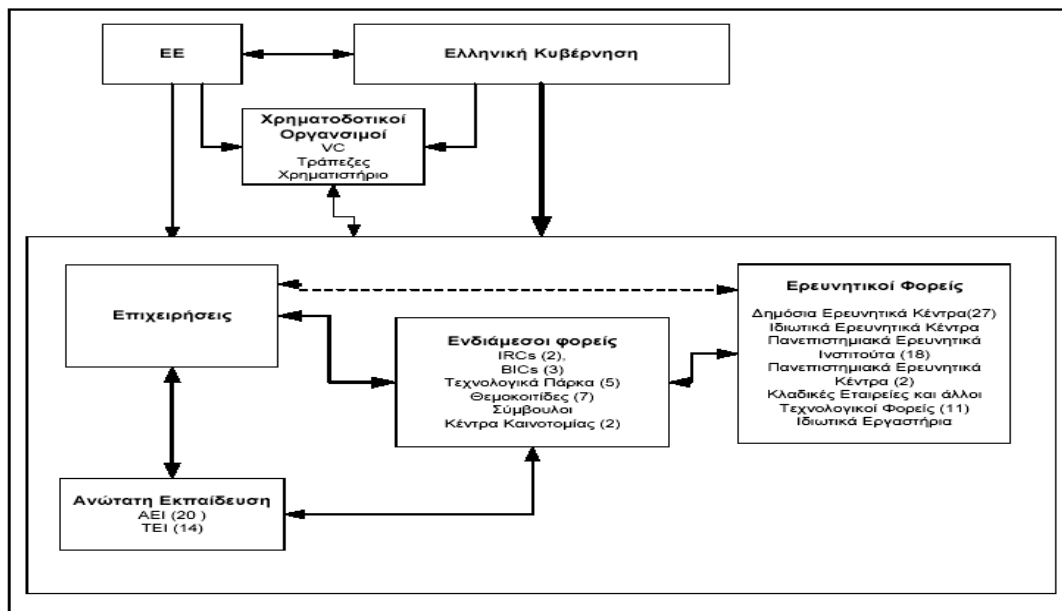 ΕΕ
Ελληνική Κυβέρνηση
Χρηματοδοτικοί
Οργανσιμοί
VC
Τράπεζες
Χρηματιστήριο
Επιχειρήσεις
Ενδιάμεσοι φορείς
IRCs (2),
BICs (3)
Τεχνολογικά Πάρκα (5)
Θεμοκοιτίδες (7)
Σύμβουλοι
Κέντρα Καινοτομίας (2)
Ερευνητικοί Φορείς
Δημόσια Ερευνητικά Κέντρα(27)
Ιδιωτικά Ερευνητικά Κέντρα
Πανεπιστημιακά Ερευνητικά
Ινστιτούτα (18)
Πανεπιστημιακά Ερευνητικά
Κέντρα (2)
Κλαδικές Εταιρείες και άλλοι
Τεχνολογικοί Φορείς (11)
Ιδιωτικά Εργαστήρια
Ανώτατη Εκπαίδευση
ΑΕΙ (20 )
ΤΕΙ (14)